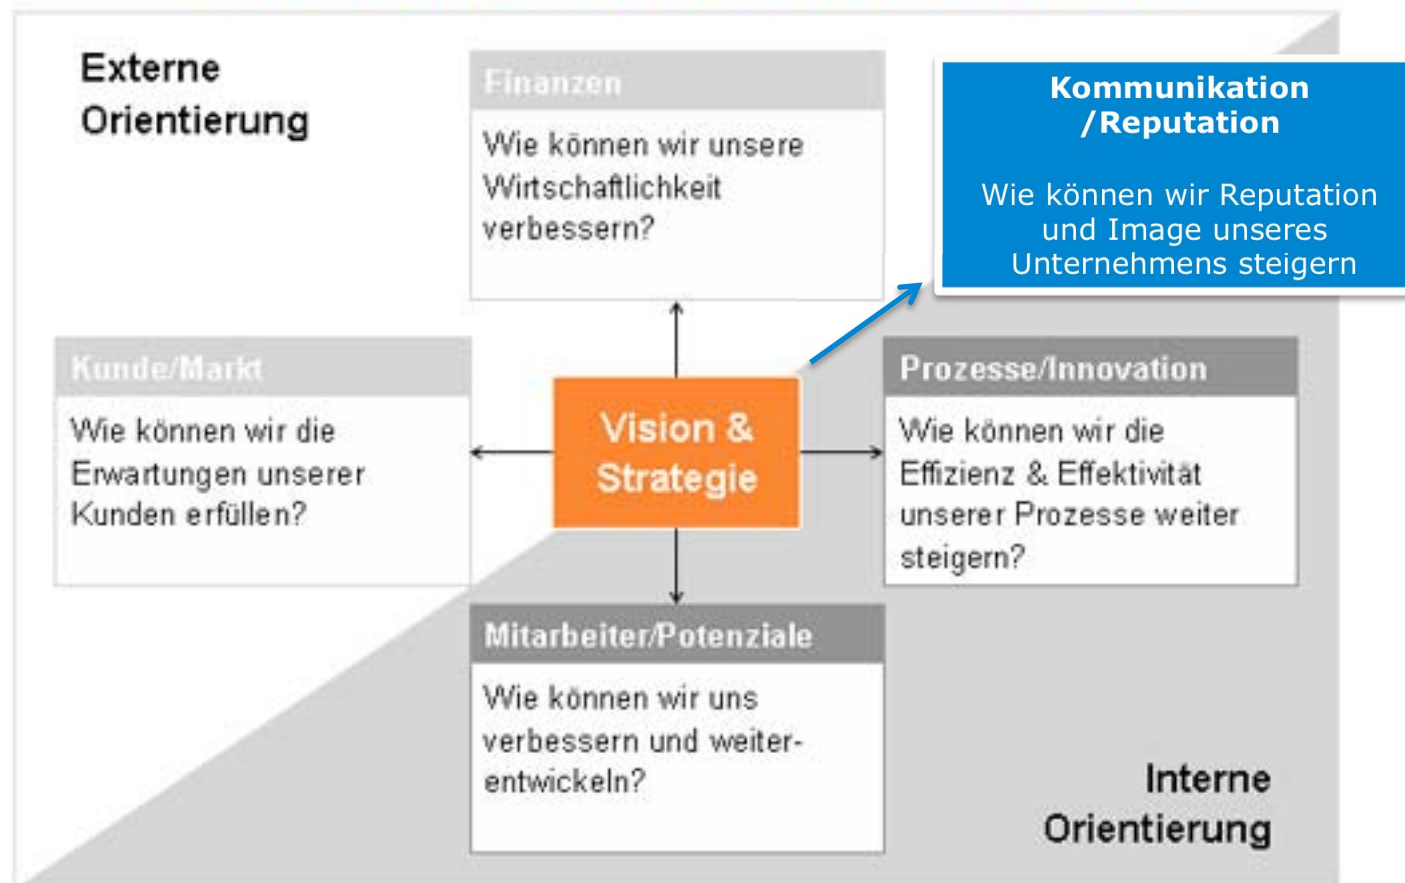 Externe
Orientierung
Finanzen
Wie können wir unsere
Wirtschaftlichkeit
verbessern?
Kommunikation
/Reputation
Wie können wir Reputation
und Image unseres
Unternehmens steigern
Kunde/Markt
Wie können wir die
Erwartungen unserer
Kunden erfüllen?
Vision &
Strategie
Prozesse/Innovation
Wie können wir die
Effizienz & Effektivität
unserer Prozesse weiter
steigern?
Mitarbeiter/Potenziale
Wie können wir uns
verbessern und weiter-
entwickeln?
Interne
Orientierung